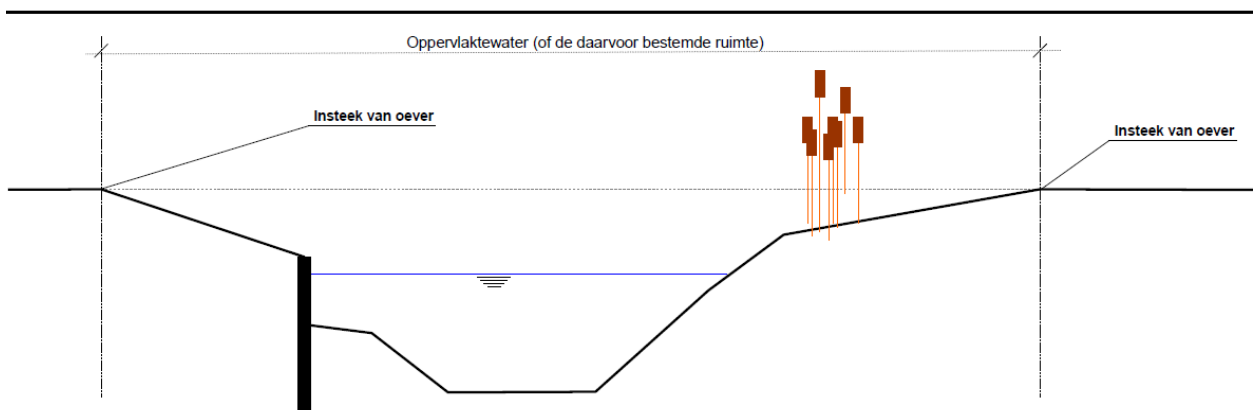 Oppervlaktewater (of de daarvoor bestemde ruimte)
Insteek van oever
Insteek van oever